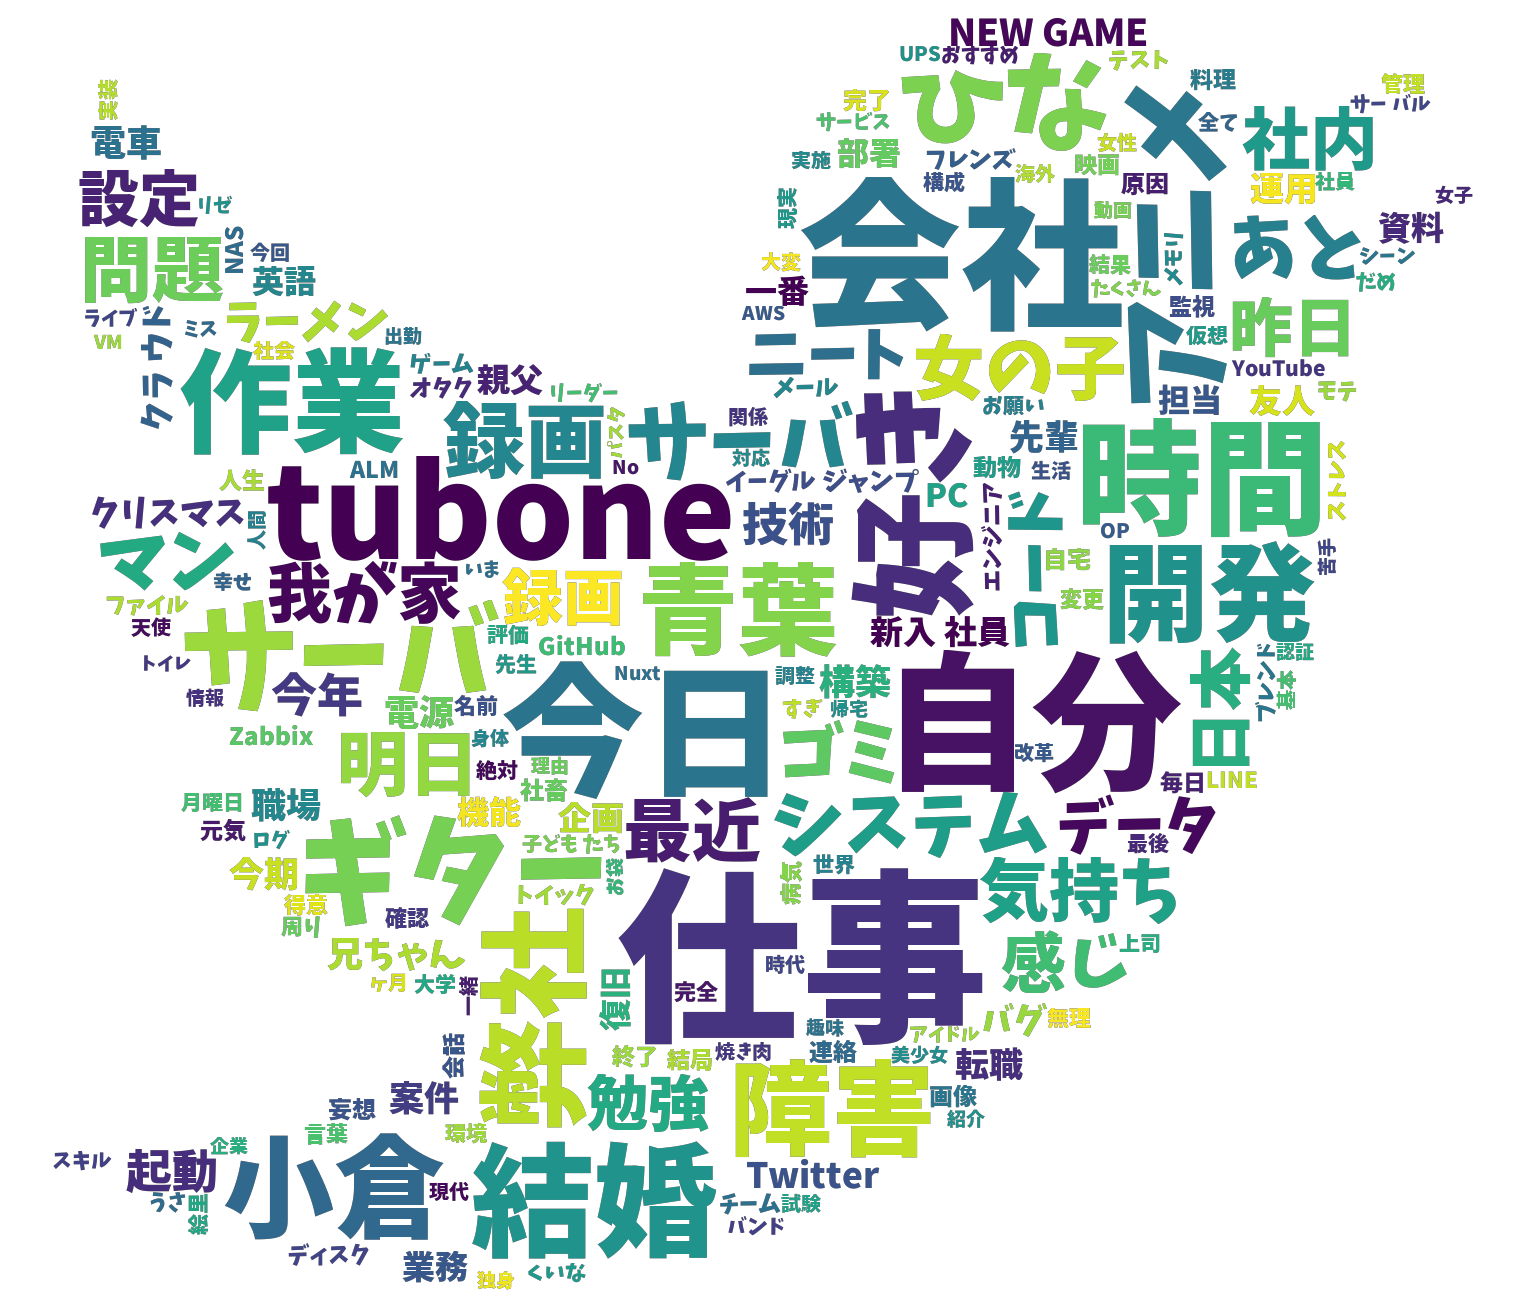 NEW GAME
UPS
おすすめ
テスト
ひな
料理
管理
サーバル
実装
完了
サービス
メ
全て
社内
電車
女性
実施
部署
フレンズ
映画
構成
海外
原因
運用
社員
女子
設定
リゼ
現実
会社
動画
資料
NAS
今回
あと
シーン
問題
英語
大変
結果
メモリ
だめ
一番
たくさん
監視
ライブ
ミス
ラーメン
AWS
仮想
昨日
VM
クラウド
社会
出勤
ニート
女の子
YouTube
作業
ゲーム
オタク
親父
リーダー
メール
お願い
担当
友人
モテ
録画
パスタ
サーバ
関係
対応
好き
先輩
時間
ストレス
人生
ALM
No
イーグル
ジャンプ
動物
生活
クリスマス
人間
tubone
技術
PC
エンジニア
コード
OP
マン
幸せ
我が家
いま
録画
青葉
自宅
開発
苦手
ファイル
天使
サーバ
評価
GitHub
変更
新入社員
トイレ
先生
Nuxt
調整
構築
自分
日本
ブレンド
認証
基本
情報
今年
電源
名前
今日
すぎ
帰宅
Zabbix
明日
身体
絶対
理由
社畜
ゴミ
改革
毎日
LINE
月曜日
職場
機能
企画
最近
システム
データ
最後
元気
ログ
ギター
子どもたち
お袋
世界
今期
トイック
病気
仕事
気持ち
得意
周り
確認
兄ちゃん
弊社
時代
感じ
上司
ヶ月
大学
一緒
復旧
完全
趣味
アイドル
バグ
無理
会話
終了
結局
焼き肉
連絡
美少女
転職
妄想
案件
勉強
障害
画像
紹介
言葉
環境
スキル
企業
起動
小倉
現代
結婚
Twitter
うさ
絵里
チーム
試験
バンド
ディスク
業務
独身
くいな